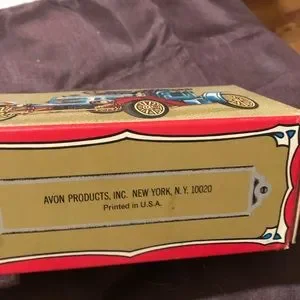 AVON PRODUCTS, INC. NEW YORK, N.Y. 10020
Printed in U.S.A.